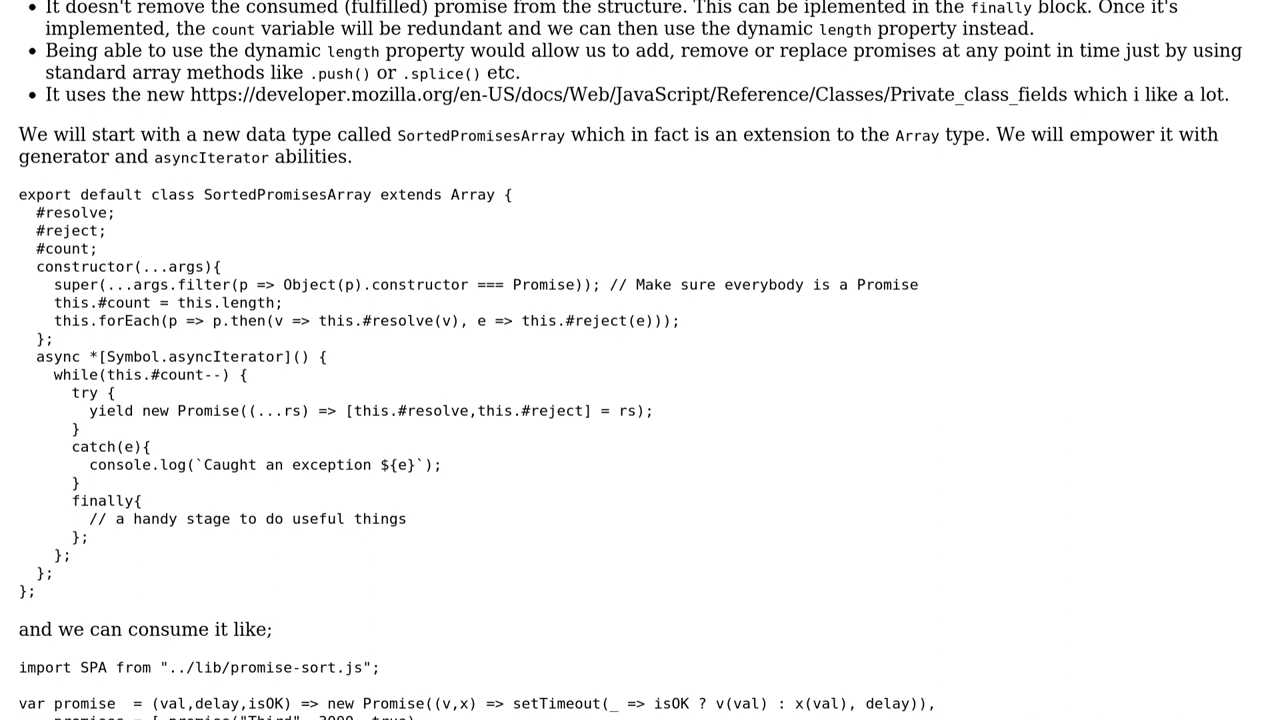 • It doesn't remove the consumed (fulfilled) promise from the structure. This can be iplemented in the finally block. Once it's
implemented, the count variable will be redundant and we can then use the dynamic length property instead.
• Being able to use the dynamic length property would allow us to add, remove or replace promises at any point in time just by using
standard array methods like .push() or .splice() etc.
• It uses the new https://developer.mozilla.org/en-US/docs/Web/JavaScript/Reference/Classes/Private_class_fields which i like a lot.
We will start with a new data type called SortedPromisesArray which in fact is an extension to the Array type. We will empower it with
generator and asyncIterator abilities.
export default class SortedPromisesArray extends Array {
  #resolve;
  #reject;
  #count;
  constructor(...args){
    super(...args.filter(p => Object(p).constructor === Promise)); // Make sure everybody is a Promise
    this.#count = this.length;
    this.forEach(p => p.then(v => this.#resolve(v), e => this.#reject(e)));
  };
  async *[Symbol.asyncIterator]() {
    while(this.#count--) {
      try {
        yield new Promise((...rs) => [this.#resolve,this.#reject] = rs);
      }
      catch(e){
        console.log(`Caught an exception ${e}`);
      }
      finally{
        // a handy stage to do useful things
      };
    };
  };
};
and we can consume it like;
import SPA from "../lib/promise-sort.js";
var promise  = (val,delay,isOK) => new Promise((v,x) => setTimeout(_ => isOK ? v(val) : x(val), delay)),
    promises = [ promise("Third", 3000, true)